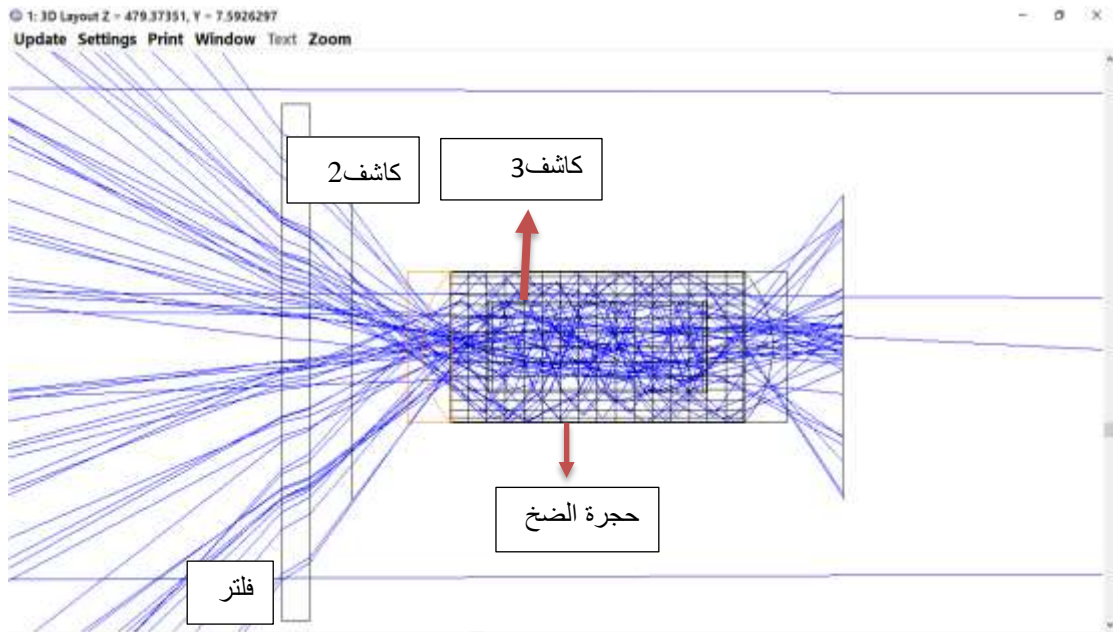 1: 3D Layout Z = 479.37351, Y = 7.5926297
Update Settings Print Window Text Zoom
كاشف2
كاشف3
حجرة الضخ
فلتر